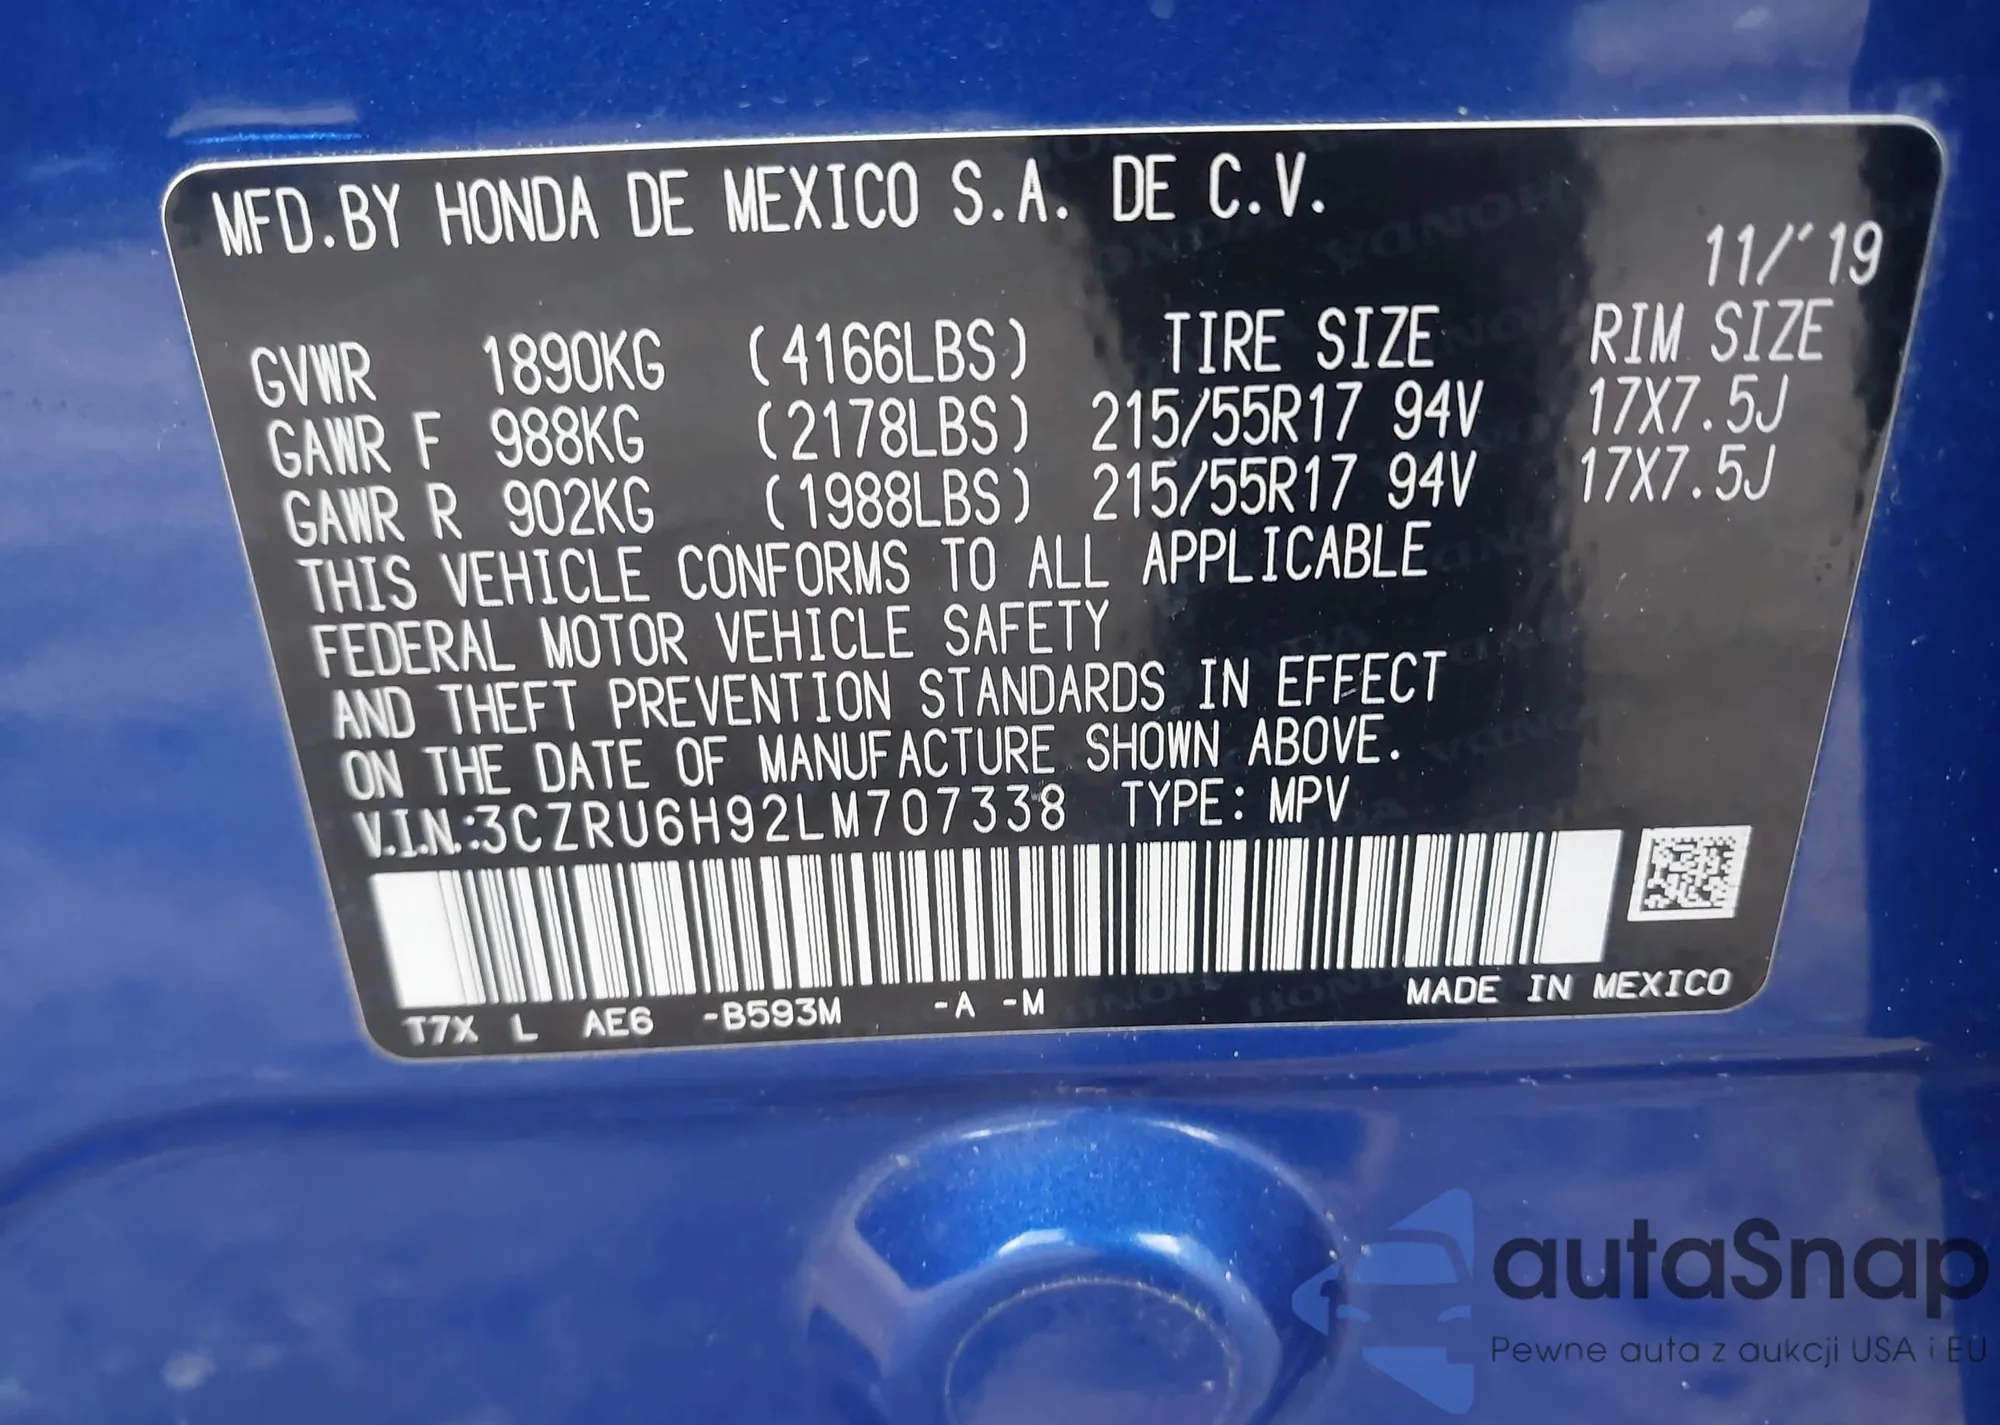 MFD.BY HONDA DE MEXICO S.A. DE C.V.
11/'19
GVWR 1890KG (4166LBS) TIRE SIZE RIM SIZE
GAWR F 988KG (2178LBS) 215/55R17 94V 17X7.5J
GAWR R 902KG (1988LBS) 215/55R17 94V 17X7.5J
THIS VEHICLE CONFORMS TO ALL APPLICABLE
FEDERAL MOTOR VEHICLE SAFETY
AND THEFT PREVENTION STANDARDS IN EFFECT
ON THE DATE OF MANUFACTURE SHOWN ABOVE.
V.I.N.:3CZRU6H92LM707338 TYPE: MPV
T7X L AE6 -B593M -A -M MADE IN MEXICO
autaSnap
Pewne auta z aukcji USA i EU